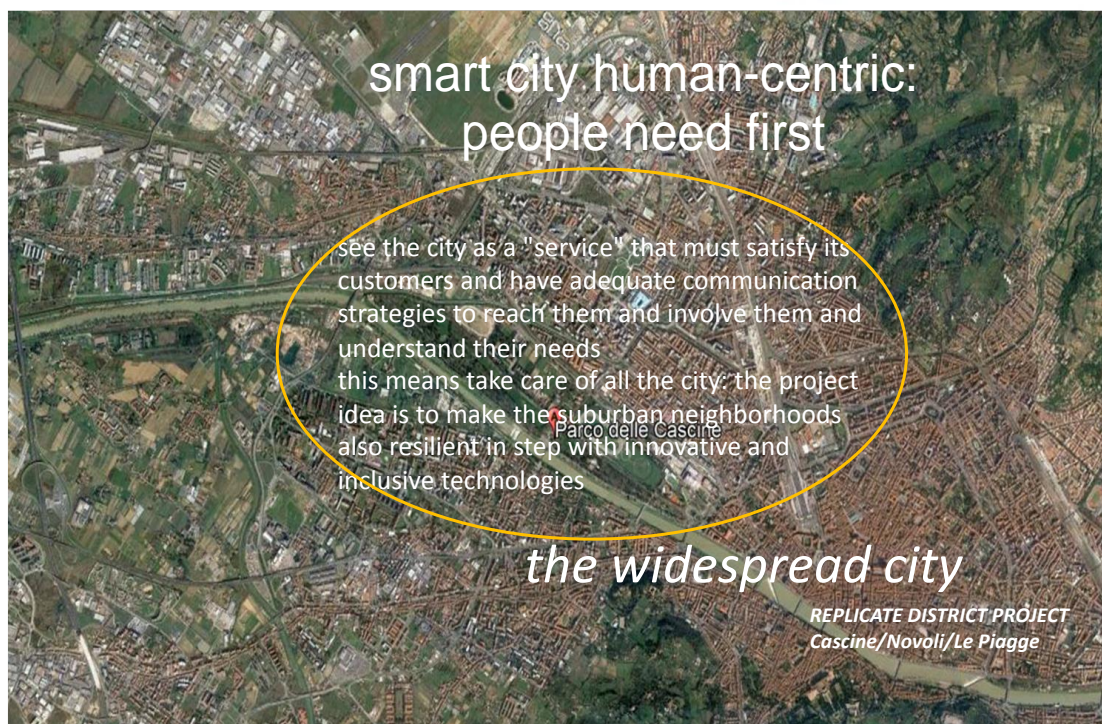 smart city human-centric:
people need first
see the city as a "service" that must satisfy its
customers and have adequate communication
strategies to reach them and involve them and
understand their needs
this means take care of all the city: the project
idea is to make the suburban neighborhoods
Parco delle Cascine
also resilient in step with innovative and
inclusive technologies
the widespread city
REPLICATE DISTRICT PROJECT
Cascine/Novoli/Le Piagge